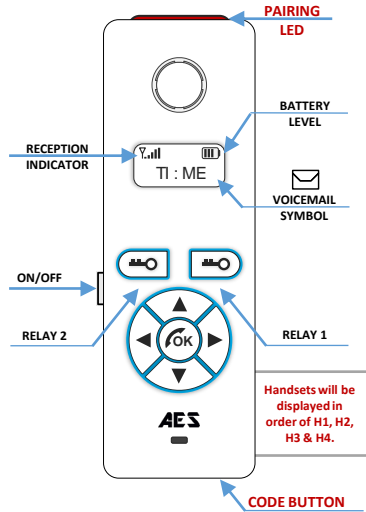 PAIRING
LED
BATTERY
LEVEL
RECEPTION
INDICATOR
TI : ME
VOICEMAIL
SYMBOL
ON/OFF
RELAY 2
RELAY 1
OK
Handsets will be
displayed in
order of H1, H2,
H3 & H4.
AES
CODE BUTTON